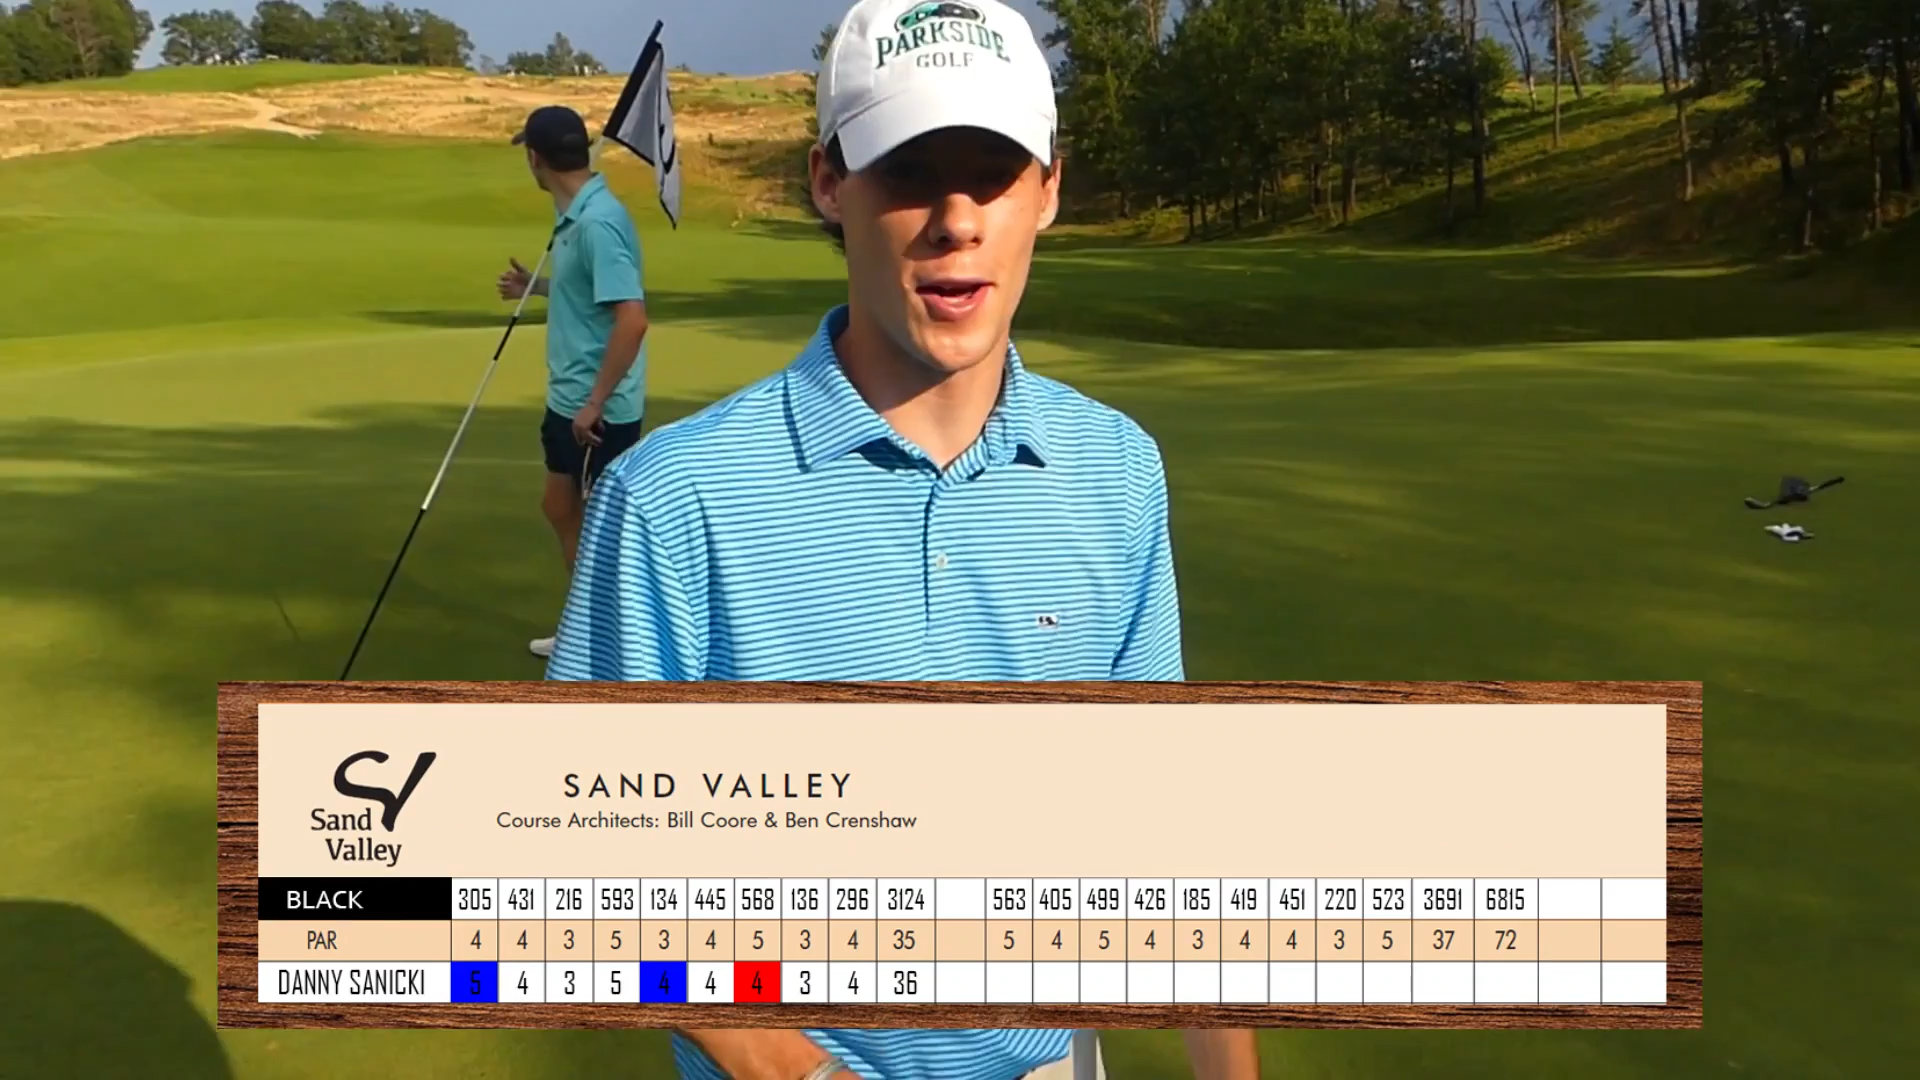 PARKSIDE
GOLF
Sand
Valley
SAND VALLEY
Course Architects: Bill Coore & Ben Crenshaw
BLACK 305 431 216 593 134 445 568 136 296 3124 563 405 499 426 185 419 451 220 523 3691 6815
PAR 4 4 3 5 3 4 5 3 4 35 5 4 5 4 3 4 4 3 5 37 72
DANNY SANICKI 5 4 3 5 4 4 4 3 4 36